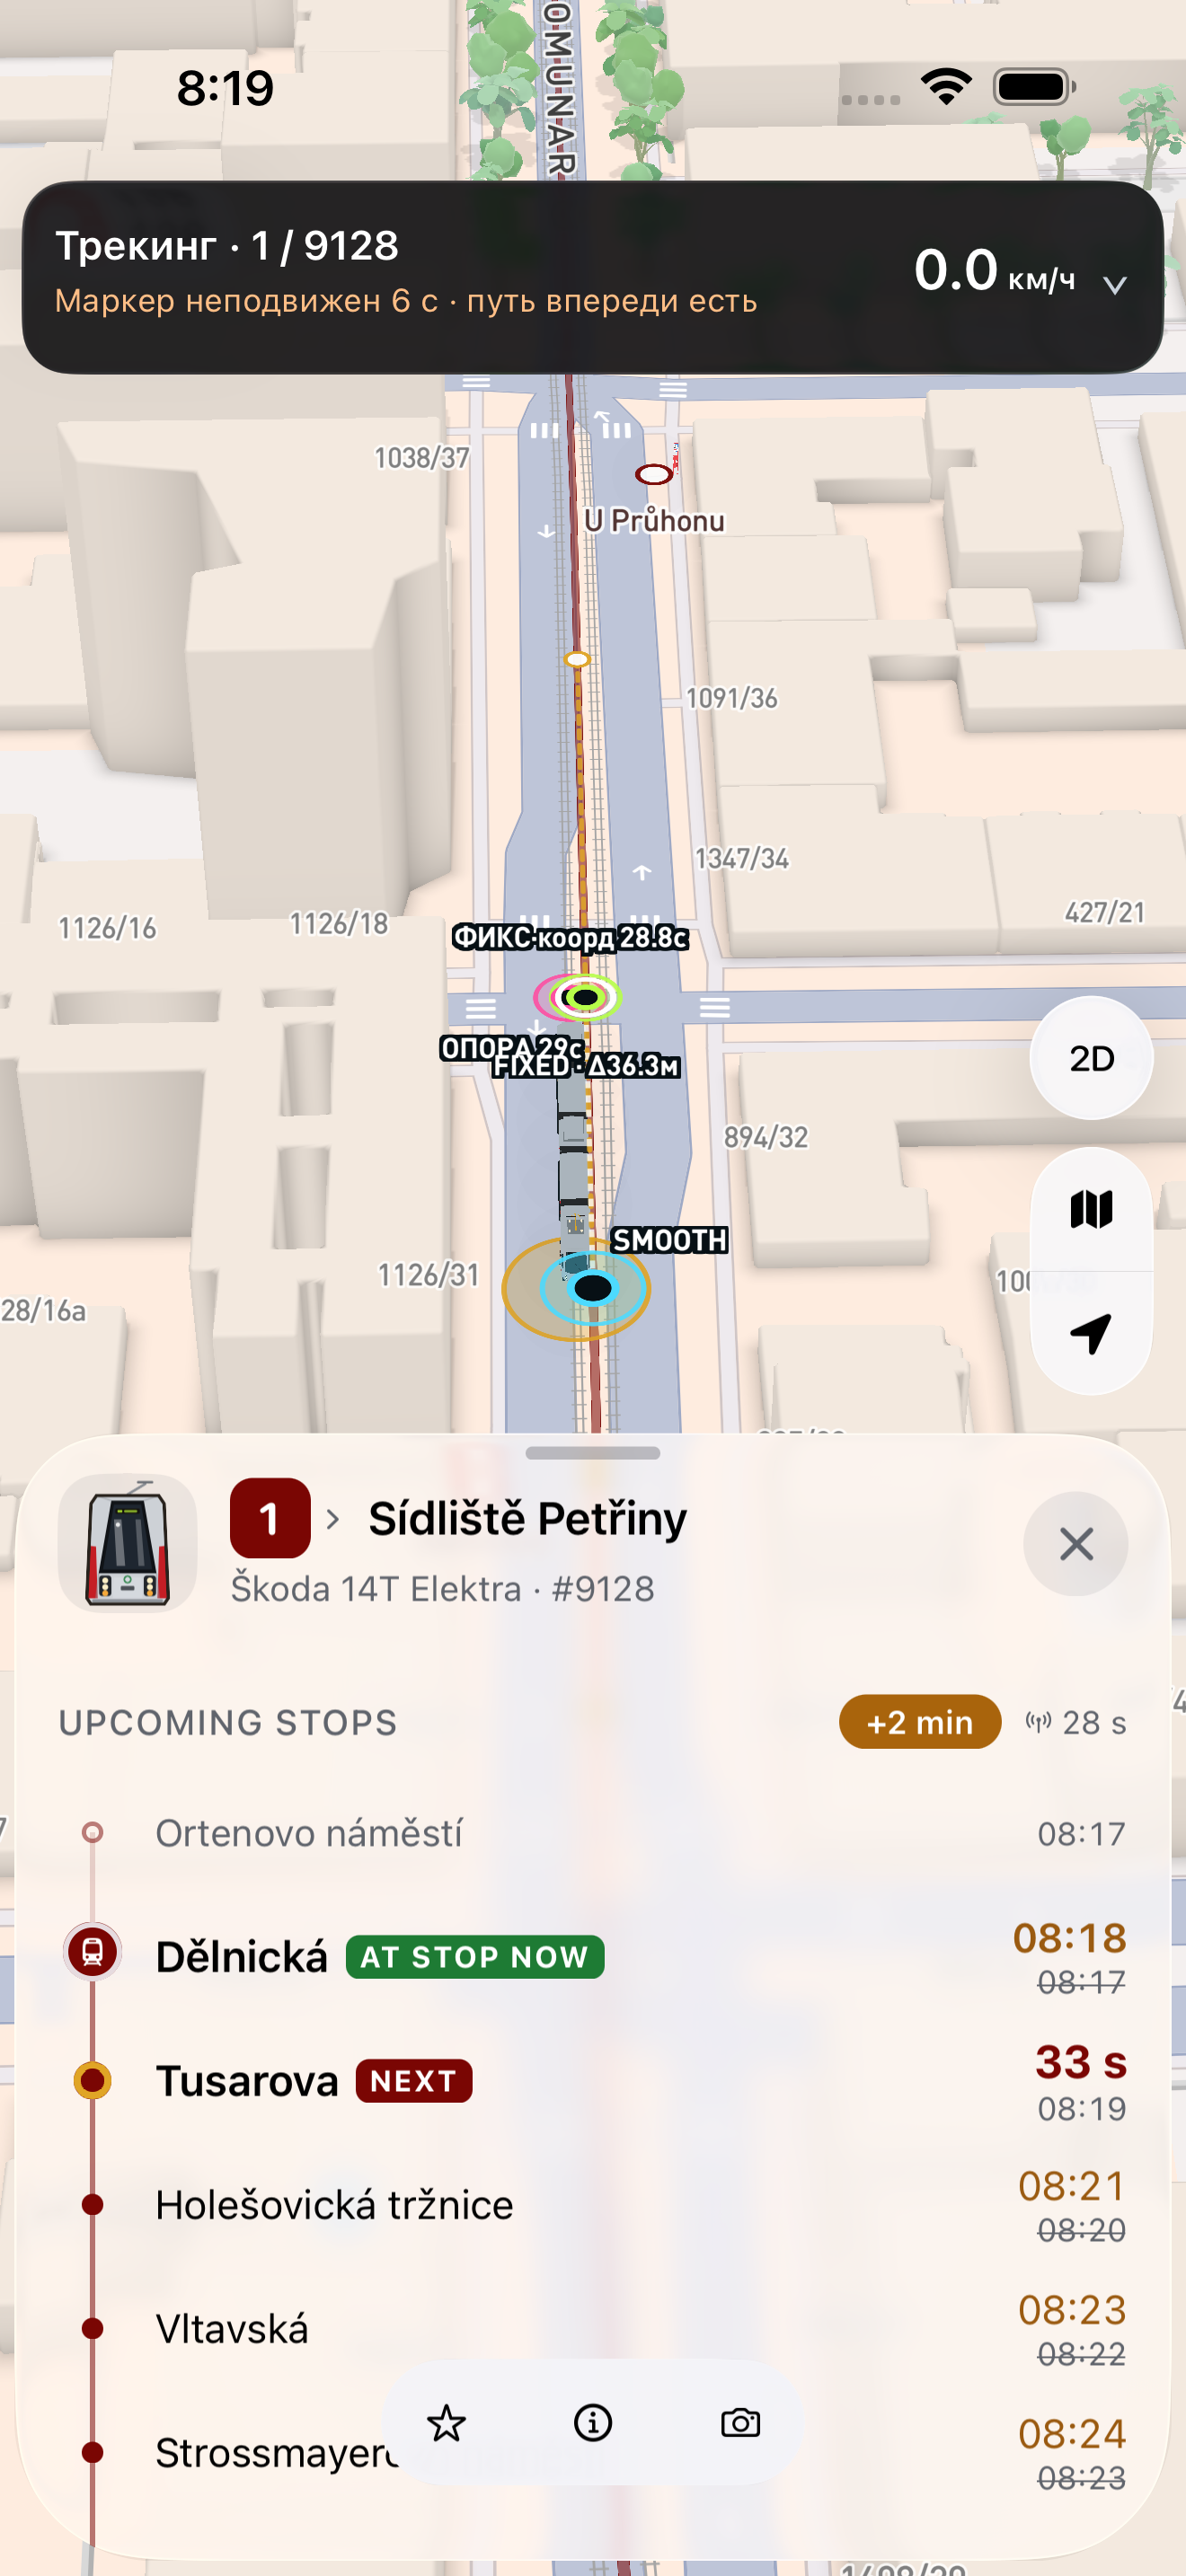 OMUNAR
8:19
Трекинг · 1 / 9128
0.0 км/ч
Маркер неподвижен 6 с · путь впереди есть
1038/37
U Průhonu
1091/36
1347/34
427/21
1126/16
1126/18
ФИКС·коорд 28.8с
ОПОРА 29с
FIXED · Δ36.3м
2D
894/32
SMOOTH
1126/31
28/16a
1 › Sídliště Petřiny
Škoda 14T Elektra · #9128
UPCOMING STOPS
+2 min
28 s
Ortenovo náměstí
08:17
Dělnická
AT STOP NOW
08:18
08:17
Tusarova
NEXT
33 s
08:19
Holešovická tržnice
08:21
08:20
Vltavská
08:23
08:22
08:24
08:23